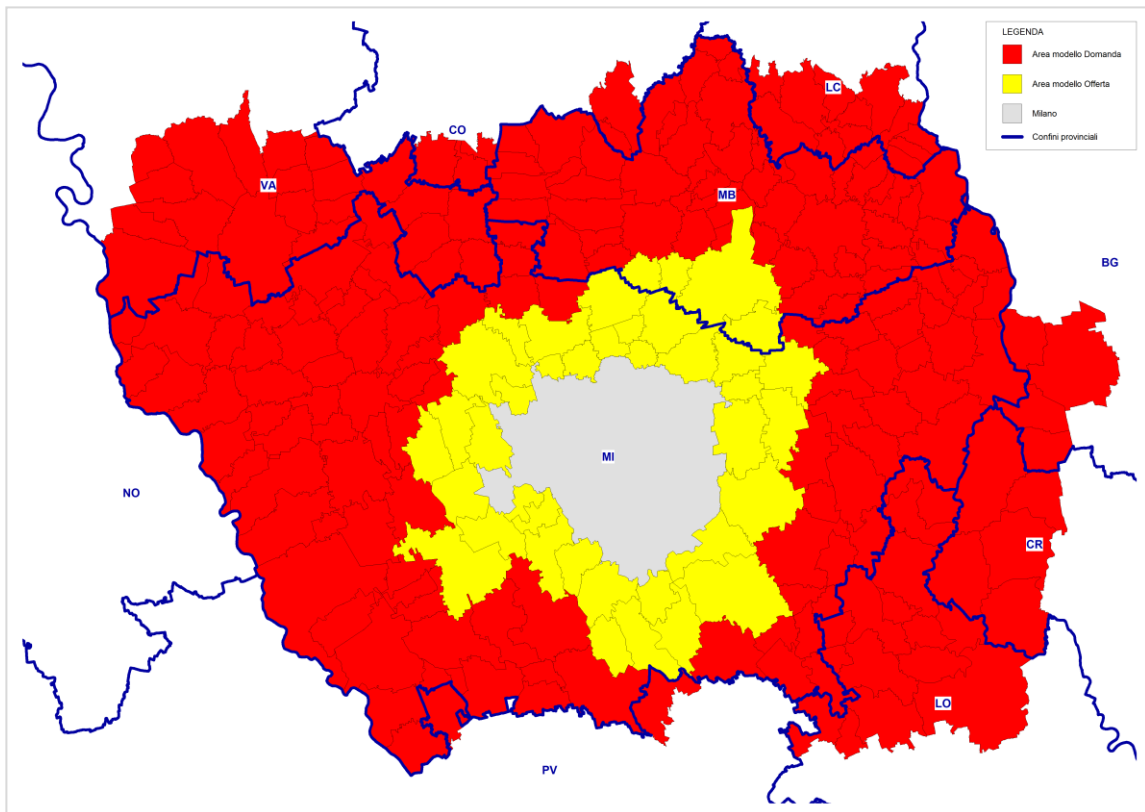 LEGENDA
Area modello Domanda
Area modello Offerta
Milano
Confini provinciali
LC
CO
VA
MB
BG
MI
NO
CR
LO
PV